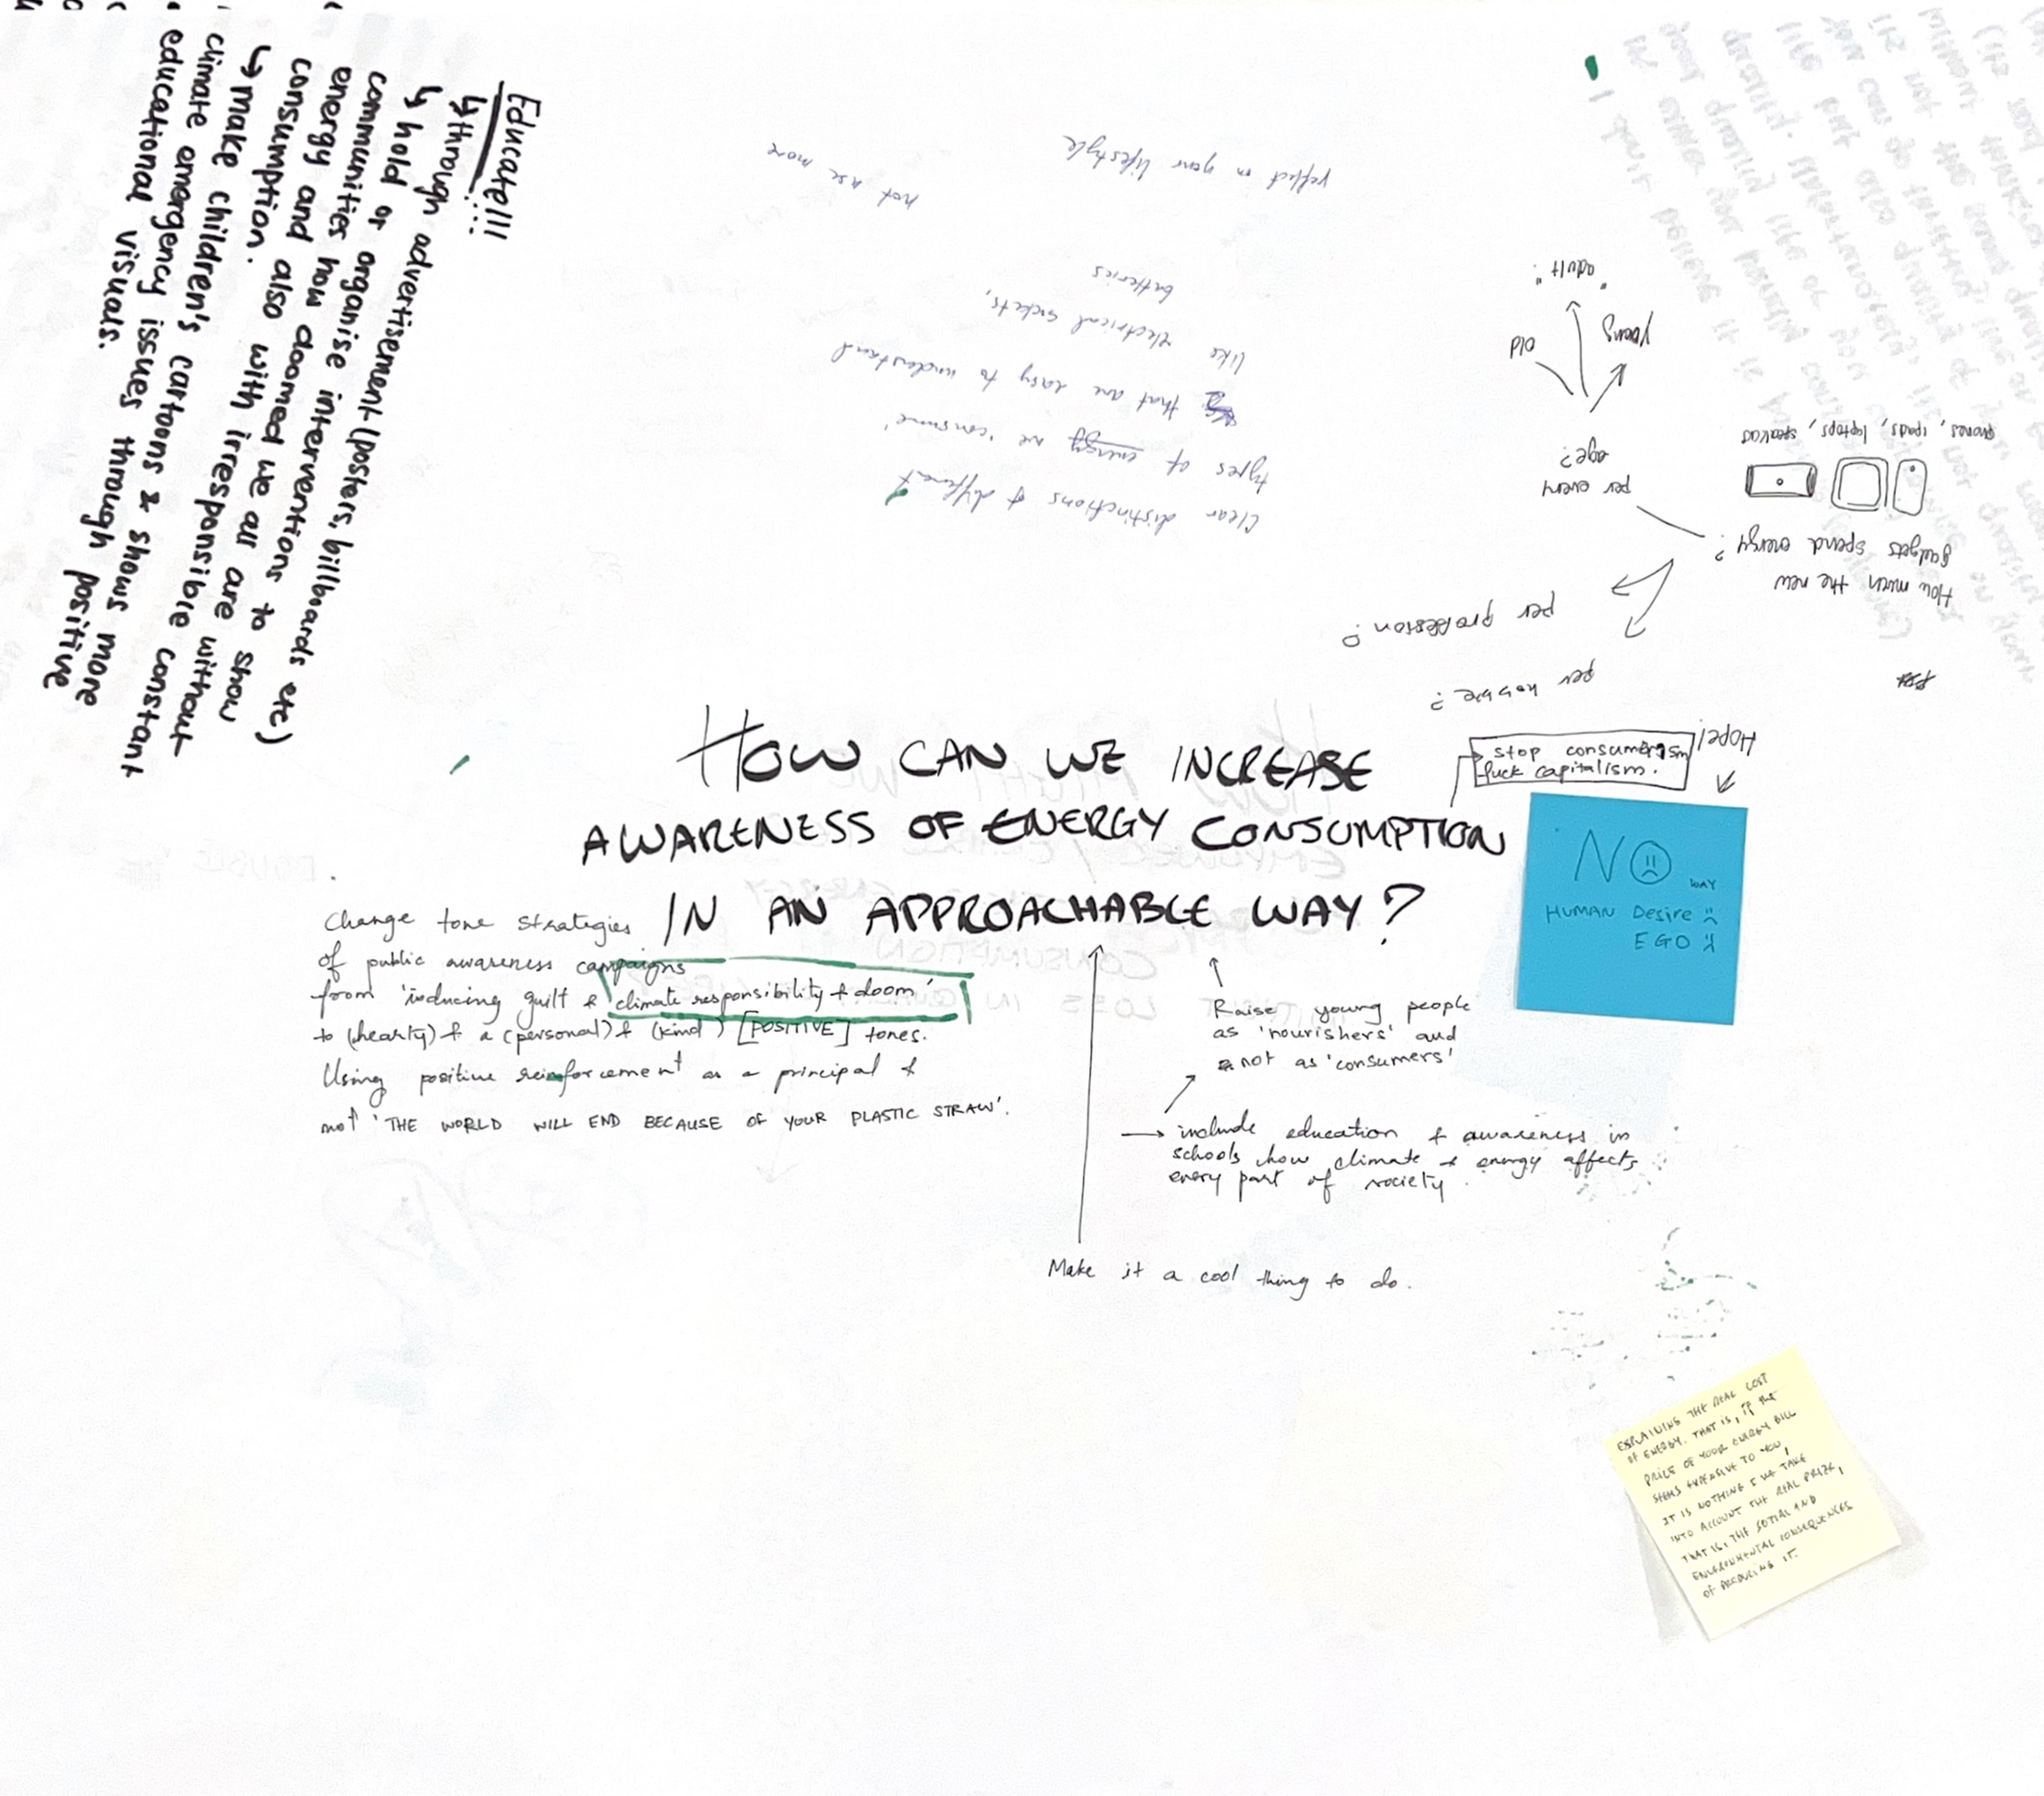 Educate!!!
↳ through advertisement (posters, billboards etc)
↳ hold or organise interventions to
communities how doomed we all are to show
energy and also with irresponsible
consumption.
↳ make children's cartoons & shows more
climate emergency issues through positive
educational visuals.
without
constant
not use more
reflect on your lifestyle
Clear distinctions of different
types of energy we 'consume'
that are easy to understand
like electrical sockets,
batteries
How much the new
gadgets spend energy?
phones, ipads, laptops, speakers
per every
age?
old
"adult"
young
per profession?
per house?
HOW CAN WE INCREASE
AWARENESS OF ENERGY CONSUMPTION
IN AN APPROACHABLE WAY?
stop consumerism
fuck capitalism.
Hope!
NO
WAY
HUMAN Desire
EGO
Change tone strategies
of public awareness campaigns
from 'inducing guilt & climate responsibility & doom'
to (hearty) & a (personal) & (kind) [POSITIVE] tones.
Using positive reinforcement as a principal &
not 'THE WORLD WILL END BECAUSE OF YOUR PLASTIC STRAW'.
Raise young people
as 'nourishers' and
not as 'consumers'
→ include education & awareness in
schools how climate & energy affects
every part of society.
Make it a cool thing to do.
EXPLAINING THE REAL COST
OF ENERGY. THAT IS, IF THE
PRICE OF YOUR ENERGY BILL
SEEMS EXPENSIVE TO YOU,
IT IS NOTHING IF WE TAKE
INTO ACCOUNT THE REAL PRIZE,
THAT IS, THE SOCIAL AND
ENVIRONMENTAL CONSEQUENCES
OF PRODUCING IT.